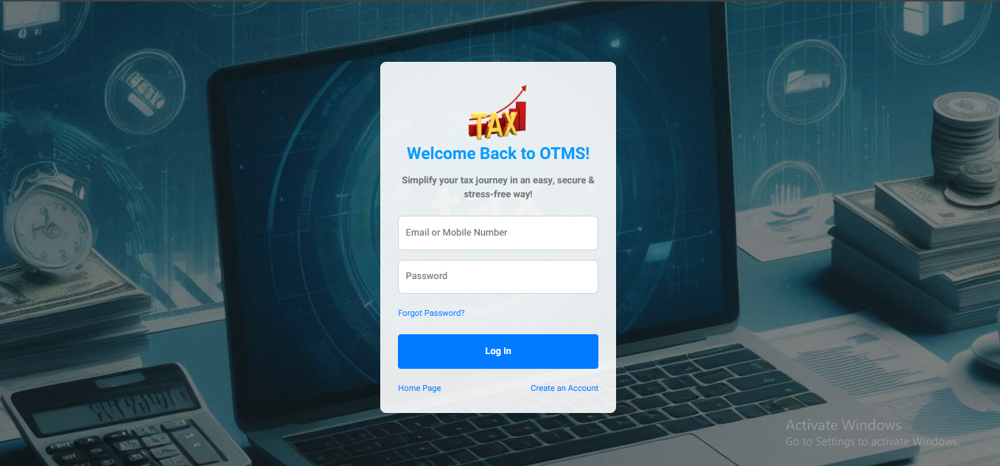 TAX
Welcome Back to OTMS!
Simplify your tax journey in an easy, secure &
stress-free way!
Email or Mobile Number
Password
Forgot Password?
Log In
Home Page
Create an Account
Activate Windows
Go to Settings to activate Windows.